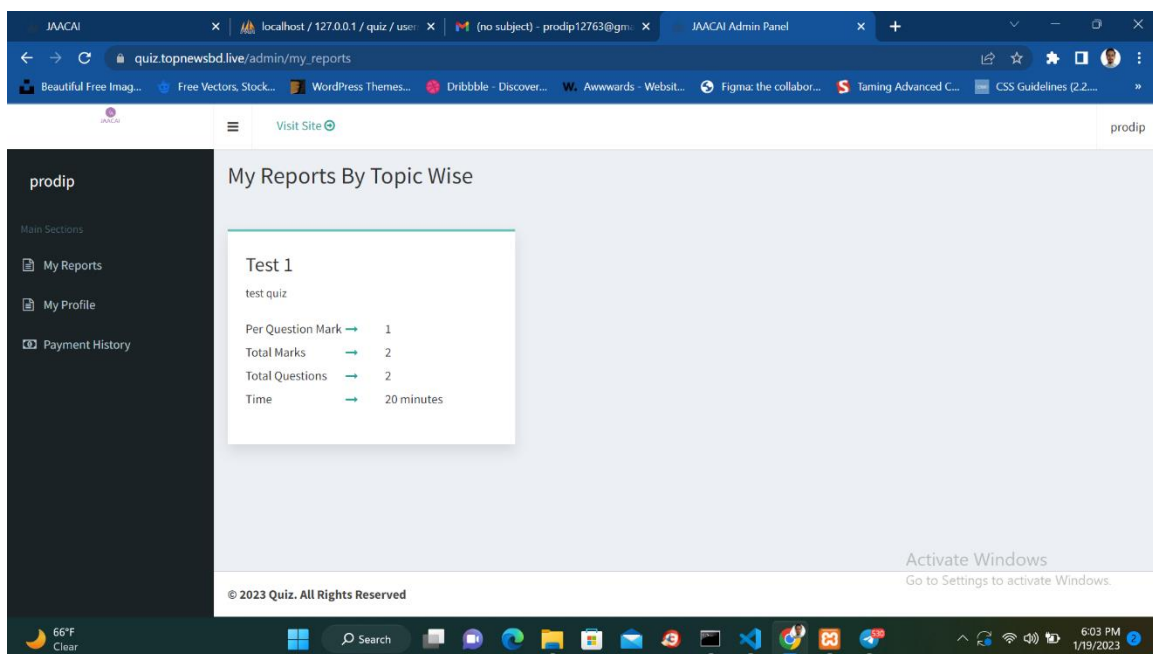 JAACAI
localhost / 127.0.0.1 / quiz / user
(no subject) - prodip12763@gm
JAACAI Admin Panel
quiz.topnewsbd.live/admin/my_reports
Beautiful Free Imag...
Free Vectors, Stock...
WordPress Themes...
Dribbble - Discover...
W. Awwwards - Websit...
Figma: the collabor...
Taming Advanced C...
CSS Guidelines (2.2....
»
JAACAI
Visit Site
prodip
prodip
My Reports By Topic Wise
Main Sections
My Reports
My Profile
Payment History
Test 1
test quiz
Per Question Mark → 1
Total Marks → 2
Total Questions → 2
Time → 20 minutes
Activate Windows
Go to Settings to activate Windows.
© 2023 Quiz. All Rights Reserved
66°F
Clear
Search
530
6:03 PM
1/19/2023
2